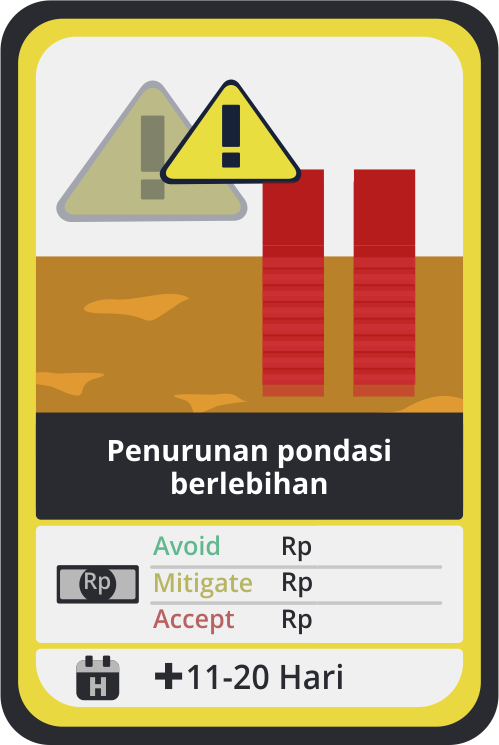 Penurunan pondasi
berlebihan
Avoid Rp
Rp Mitigate Rp
Accept Rp
H +11-20 Hari